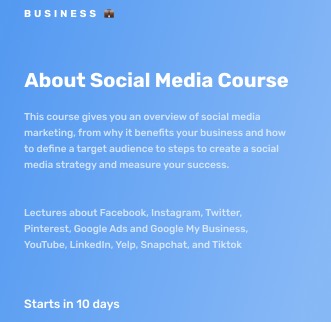 BUSINESS 💼
About Social Media Course
This course gives you an overview of social media
marketing, from why it benefits your business and how
to define a target audience to steps to create a social
media strategy and measure your success.
Lectures about Facebook, Instagram, Twitter,
Pinterest, Google Ads and Google My Business,
YouTube, LinkedIn, Yelp, Snapchat, and Tiktok
Starts in 10 days